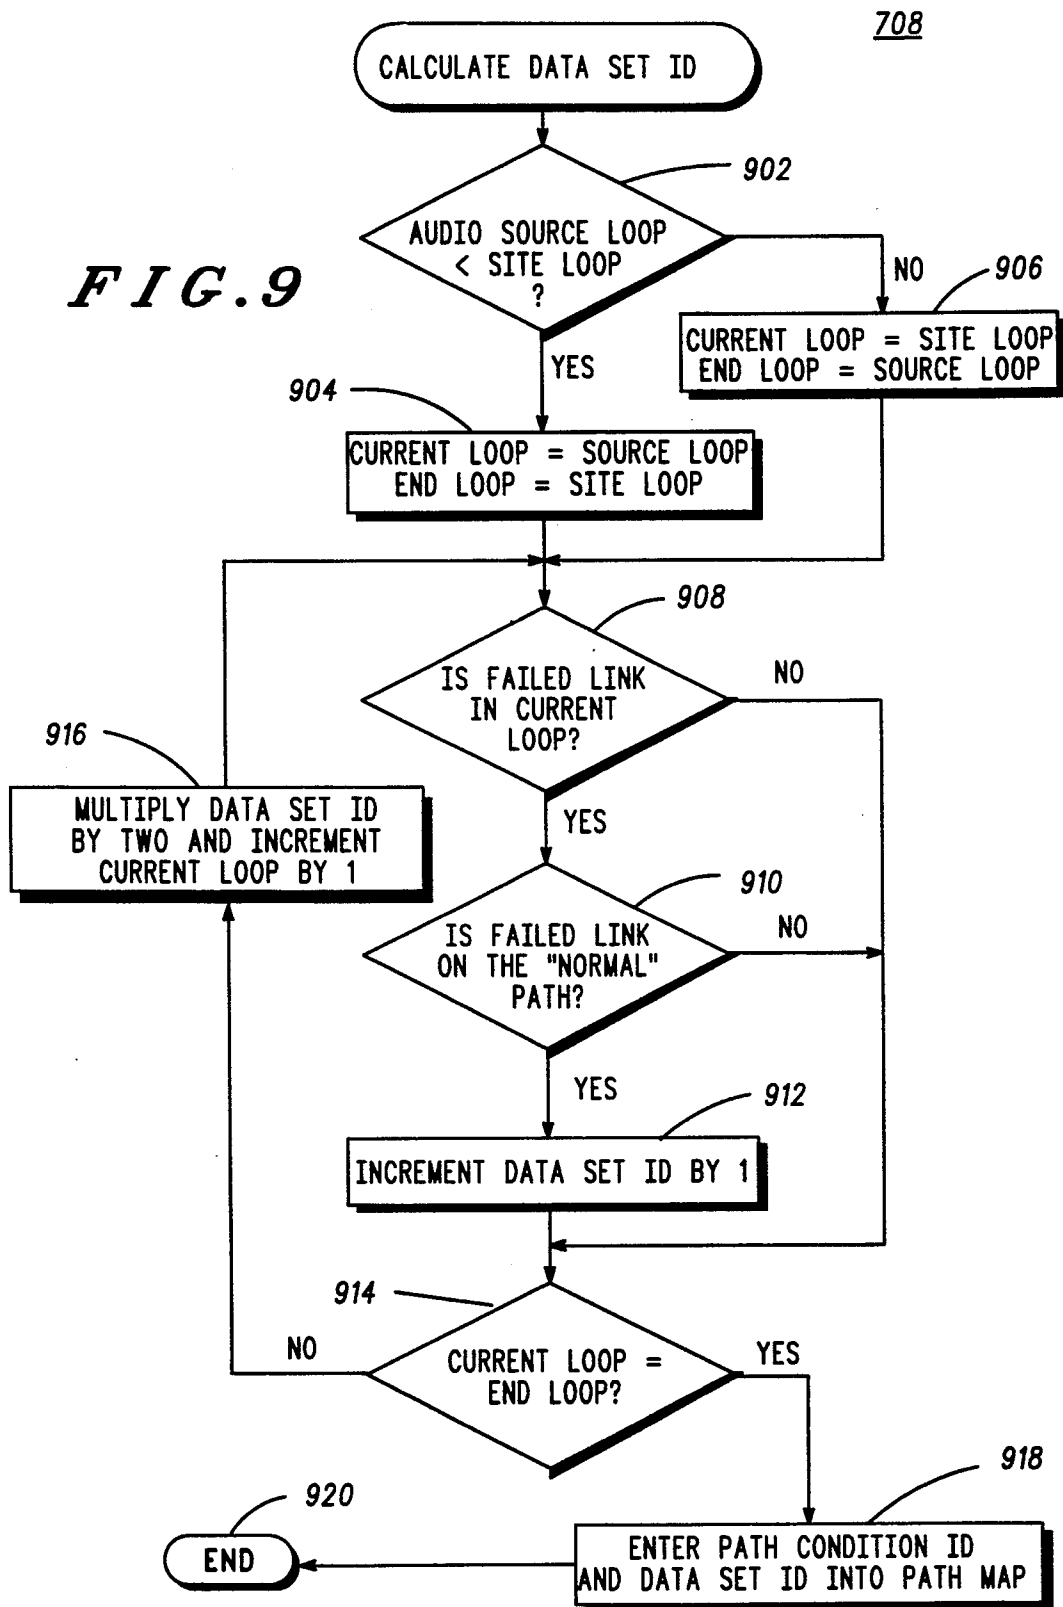 708
CALCULATE DATA SET ID
902
AUDIO SOURCE LOOP
< SITE LOOP
?
FIG.9
NO
906
CURRENT LOOP = SITE LOOP
END LOOP = SOURCE LOOP
YES
904
CURRENT LOOP = SOURCE LOOP
END LOOP = SITE LOOP
908
IS FAILED LINK
IN CURRENT
LOOP?
NO
916
MULTIPLY DATA SET ID
BY TWO AND INCREMENT
CURRENT LOOP BY 1
YES
910
IS FAILED LINK
ON THE "NORMAL"
PATH?
NO
YES
912
INCREMENT DATA SET ID BY 1
914
NO
CURRENT LOOP =
END LOOP?
YES
918
920
END
ENTER PATH CONDITION ID
AND DATA SET ID INTO PATH MAP